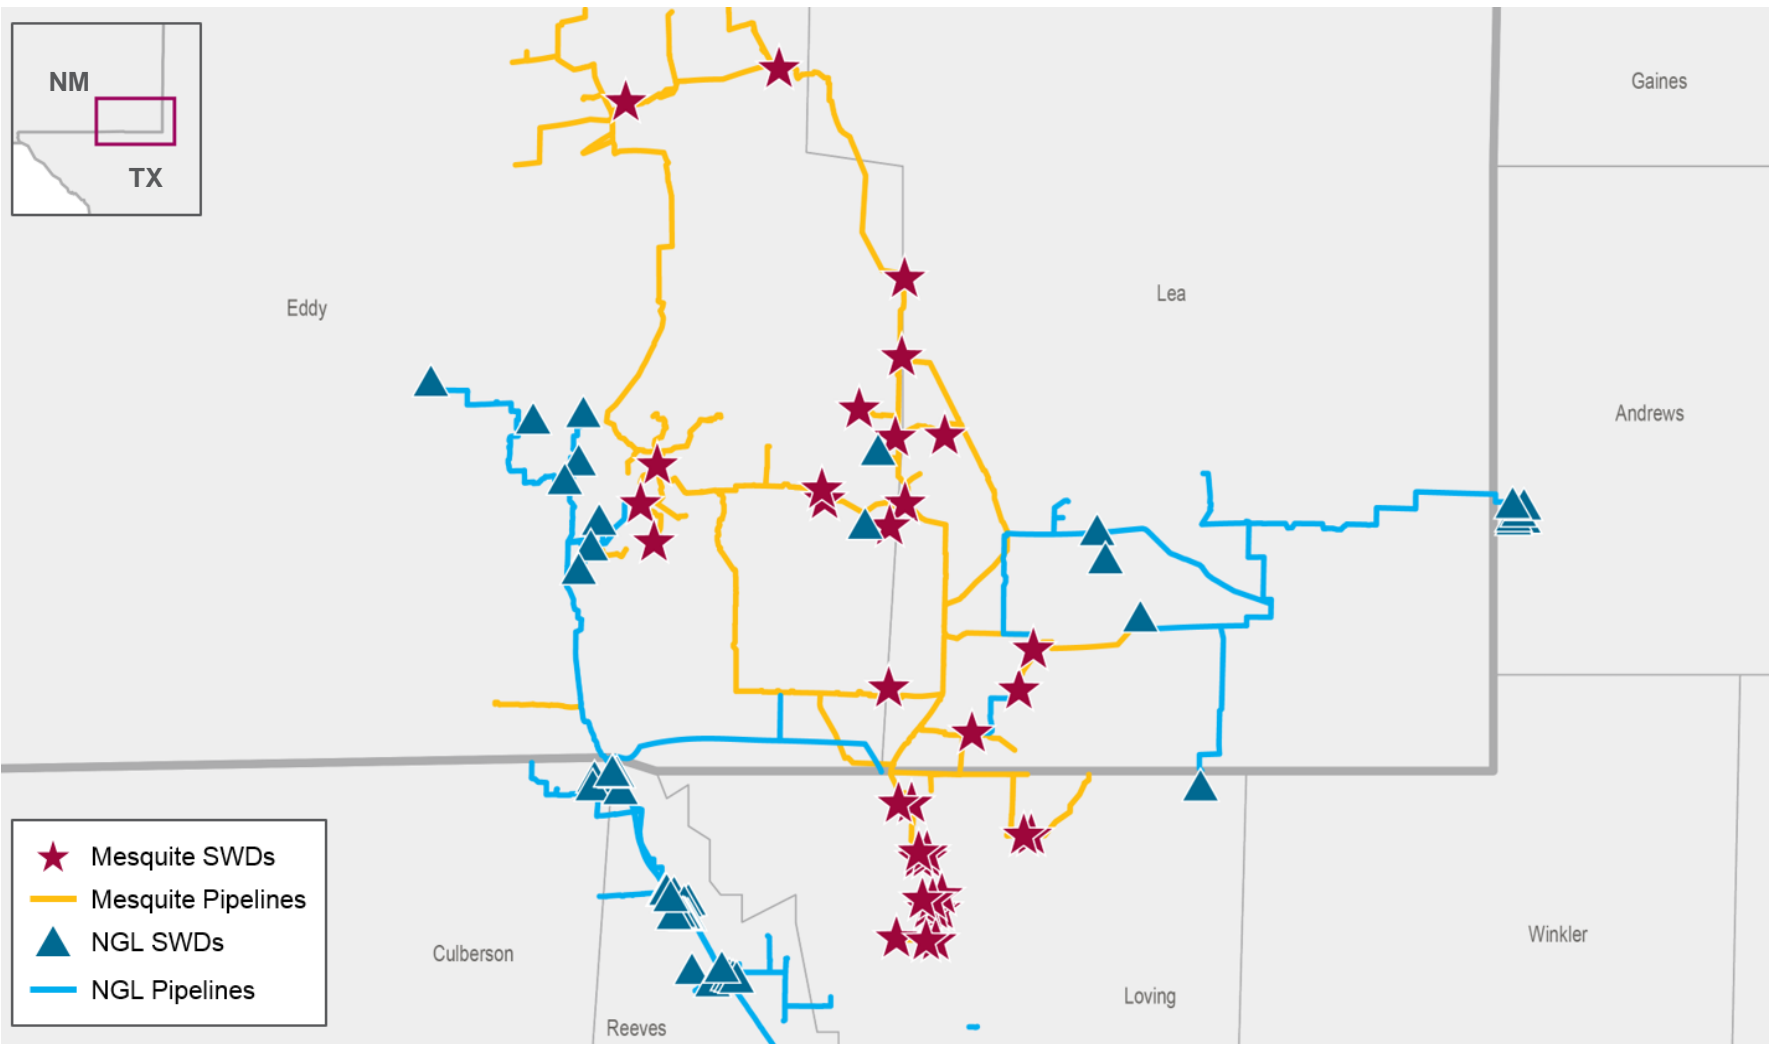 NM
TX
Gaines
Eddy
Lea
Andrews
Mesquite SWDs
Mesquite Pipelines
NGL SWDs
NGL Pipelines
Culberson
Winkler
Loving
Reeves